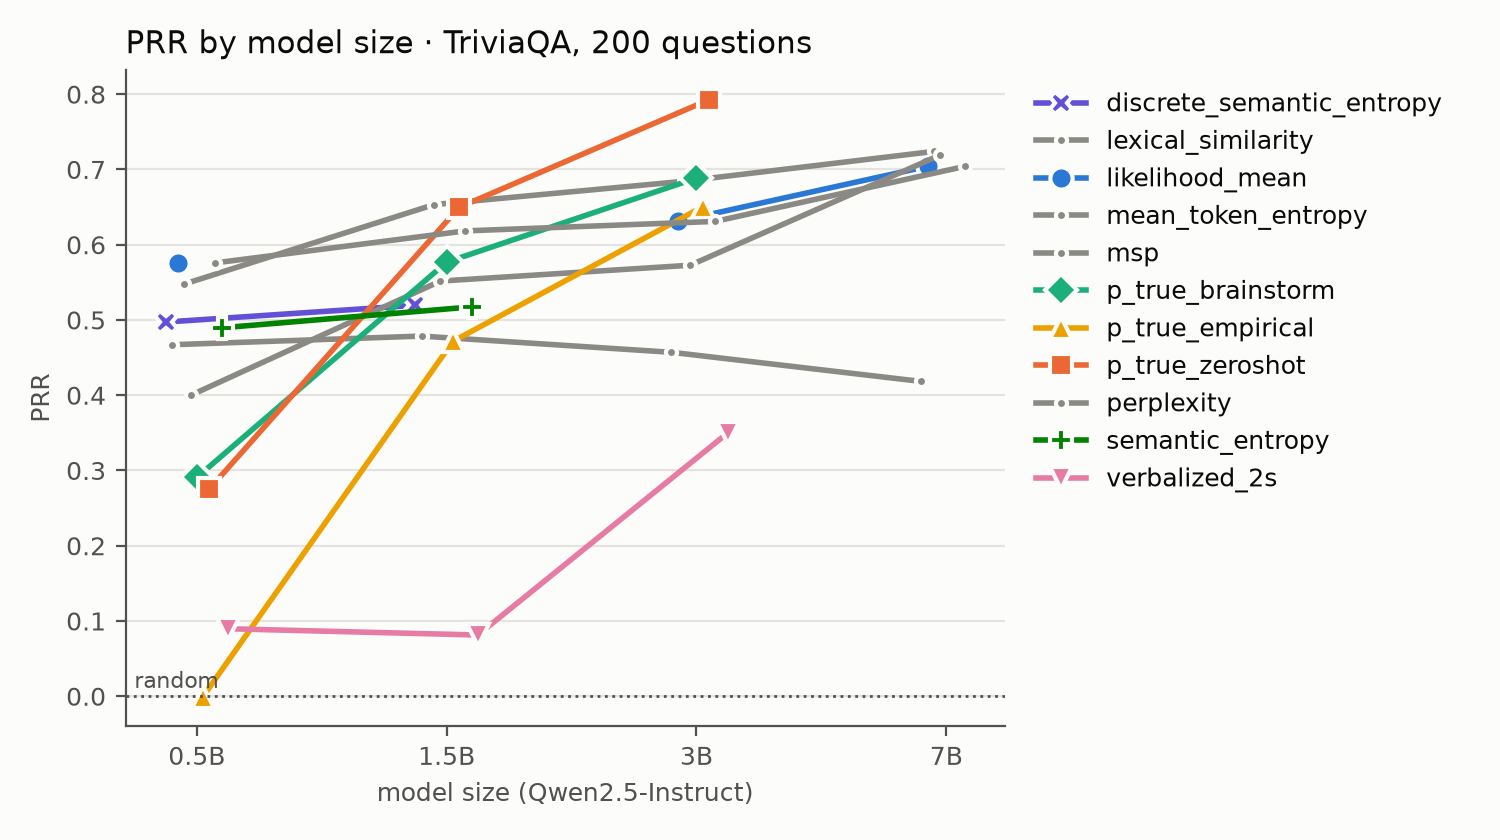 PRR by model size · TriviaQA, 200 questions
0.8
0.7
0.6
0.5
0.4
0.3
0.2
0.1
0.0
PRR
random
0.5B
1.5B
3B
7B
model size (Qwen2.5-Instruct)
discrete_semantic_entropy
lexical_similarity
likelihood_mean
mean_token_entropy
msp
p_true_brainstorm
p_true_empirical
p_true_zeroshot
perplexity
semantic_entropy
verbalized_2s